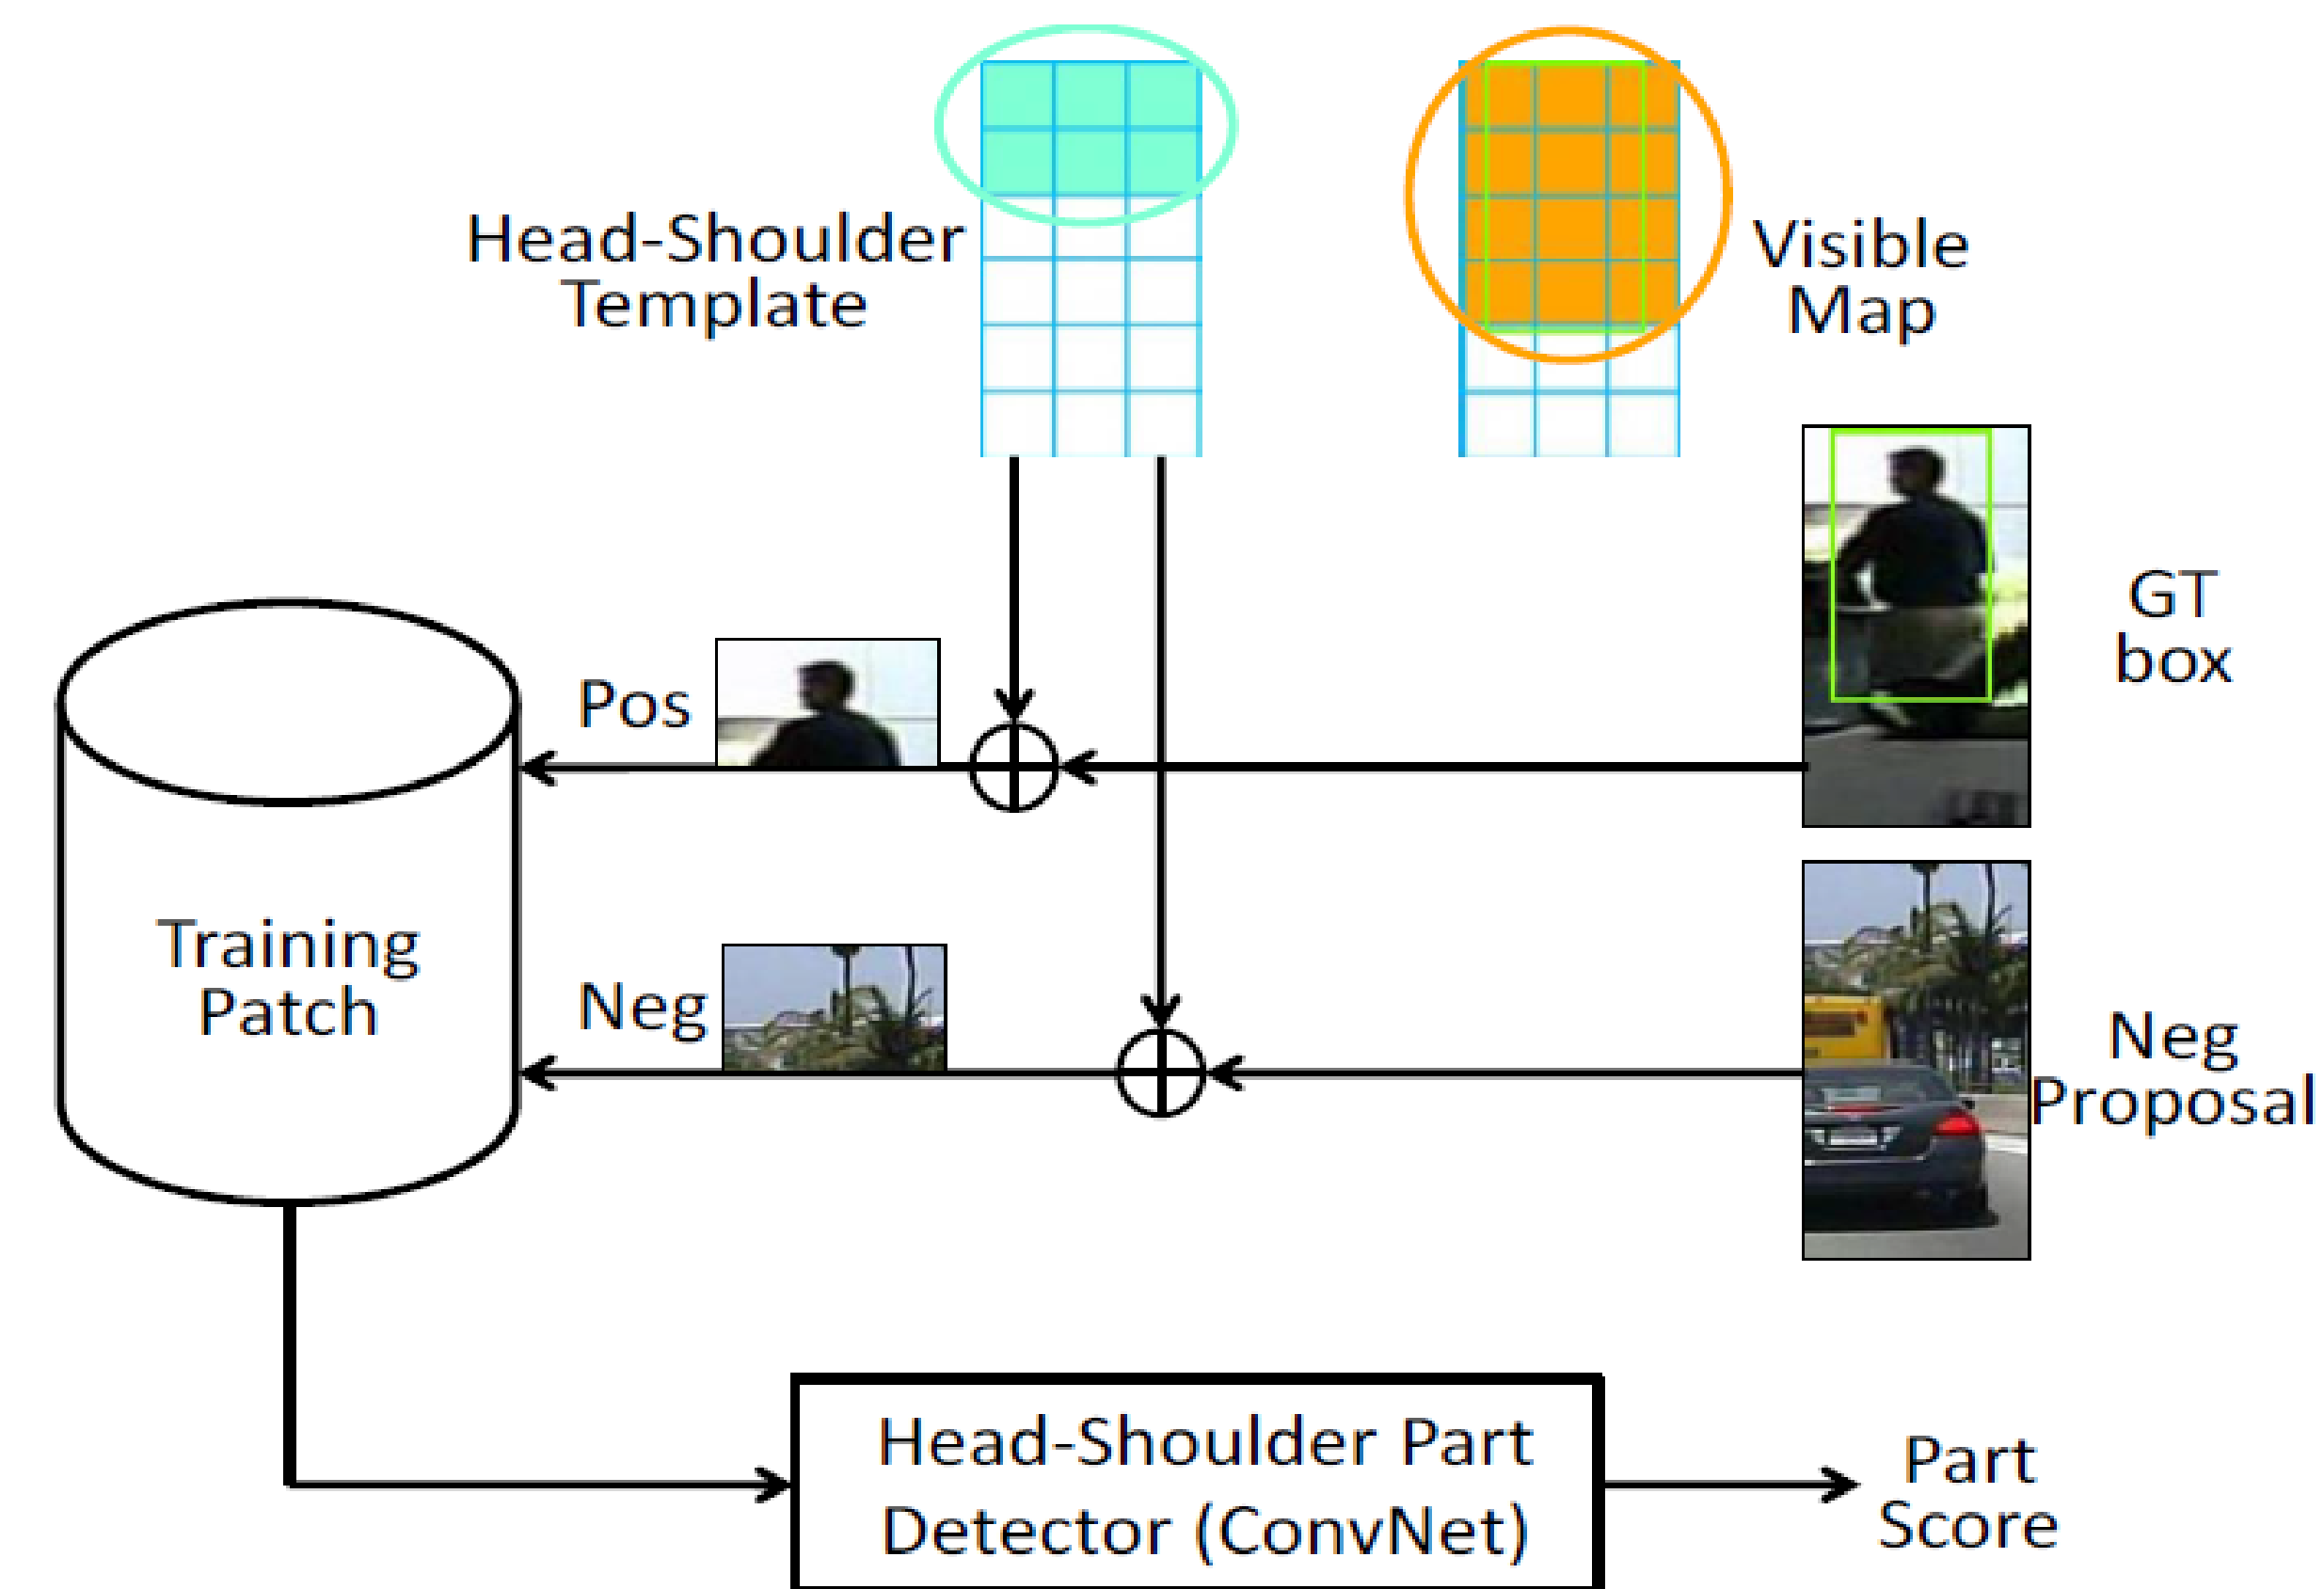 Head-Shoulder
Template
Visible
Map
GT
box
Pos
Training
Patch
Neg
Neg
Proposal
Head-Shoulder Part
Detector (ConvNet)
Part
Score